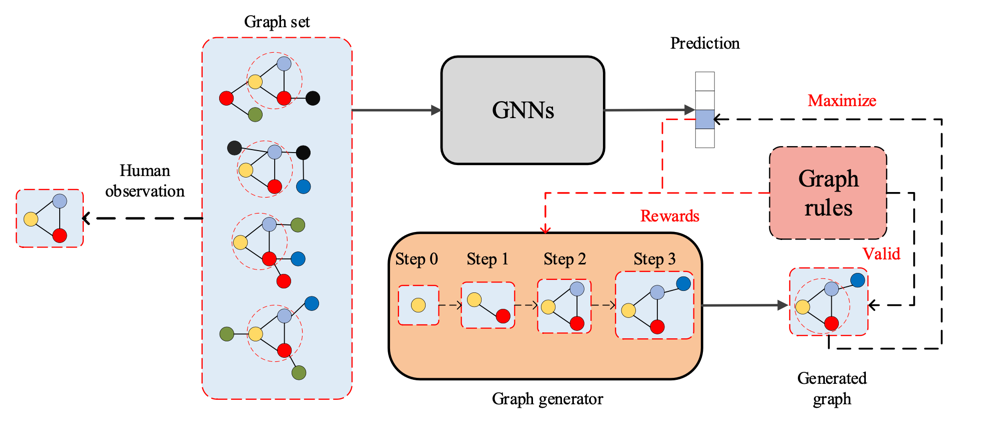 Graph set
Prediction
GNNs
Maximize
Human
observation
Graph
rules
Rewards
Valid
Step 0
Step 1
Step 2
Step 3
Generated
graph
Graph generator